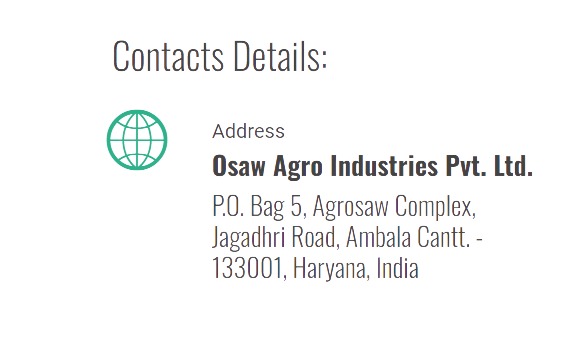 Contacts Details:
Address
Osaw Agro Industries Pvt. Ltd.
P.O. Bag 5, Agrosaw Complex,
Jagadhri Road, Ambala Cantt. -
133001, Haryana, India